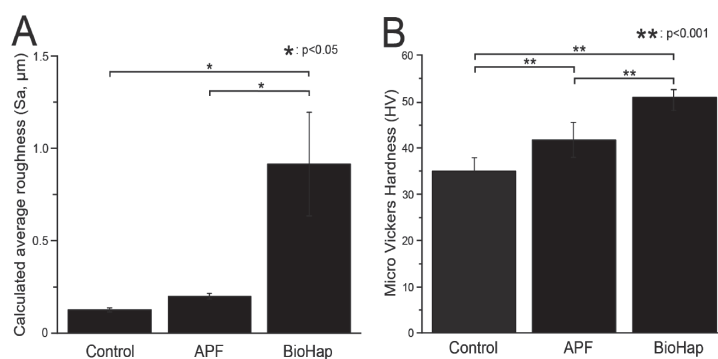 A
*: p<0.05
Calculated average roughness (Sa, µm)
1.5
1.0
0.5
0
*
*
Control APF BioHap
B
**: p<0.001
Micro Vickers Hardness (HV)
60
50
40
30
20
10
0
**
**
**
Control APF BioHap